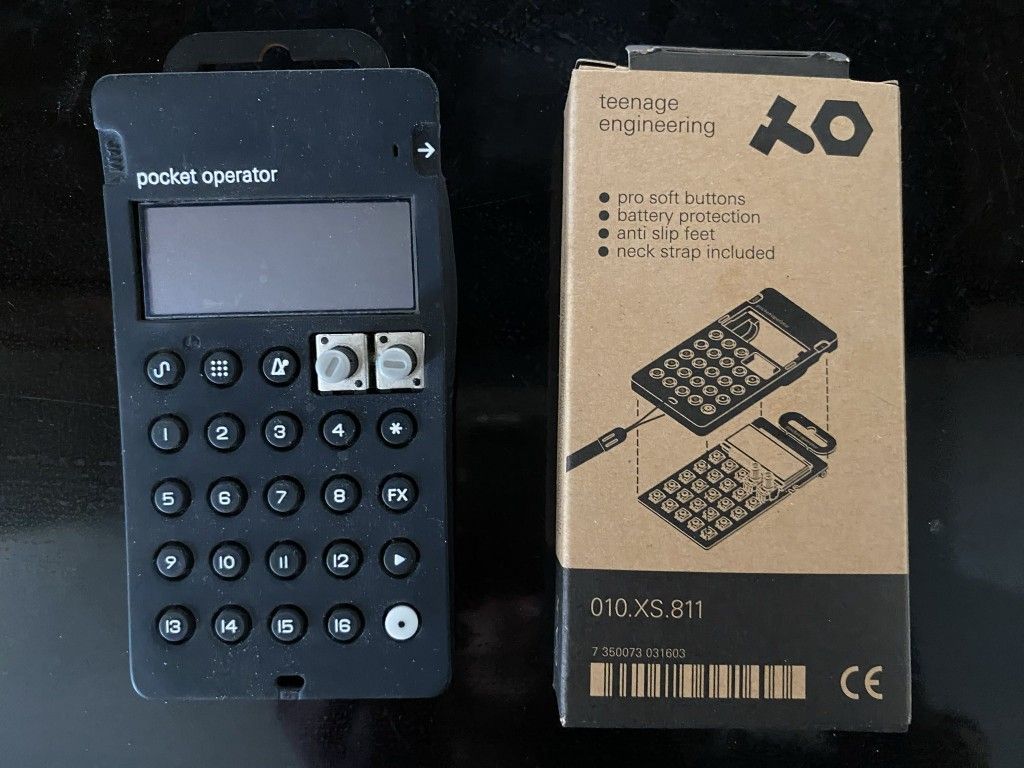 pocket operator
1 2 3 4 *
5 6 7 8 FX
9 10 11 12
13 14 15 16
teenage
engineering
• pro soft buttons
• battery protection
• anti slip feet
• neck strap included
010.XS.811
7 350073 031603
CE